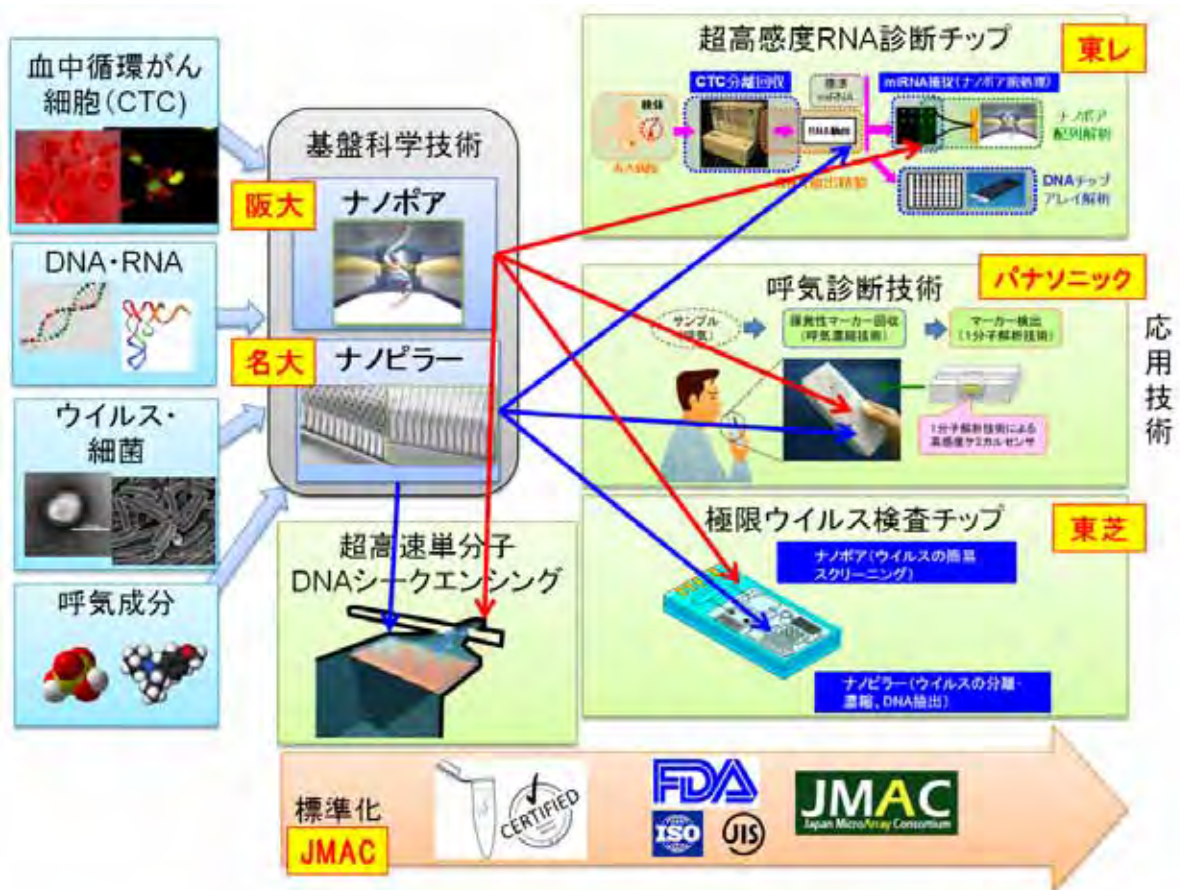 血中循環がん
細胞(CTC)
DNA・RNA
ウイルス・
細菌
呼気成分
基盤科学技術
阪大
ナノポア
名大
ナノピラー
超高速単分子
DNAシークエンシング
超高感度RNA診断チップ
東レ
CTC分離回収
検体
標準
miRNA
RNA抽出
miRNA捕捉(ナノポア前処理)
ナノポア
配列解析
DNAチップ
アレイ解析
呼気診断技術
パナソニック
サンプル
(呼気)
揮発性マーカー回収
(呼気濃縮技術)
マーカー検出
(1分子解析技術)
1分子解析技術による
高感度ケミカルセンサ
極限ウイルス検査チップ
東芝
ナノポア(ウイルスの簡易
スクリーニング)
ナノピラー(ウイルスの分離・
濃縮、DNA抽出)
応用技術
標準化
JMAC
CERTIFIED
FDA
ISO
JIS
JMAC
Japan MicroArray Consortium